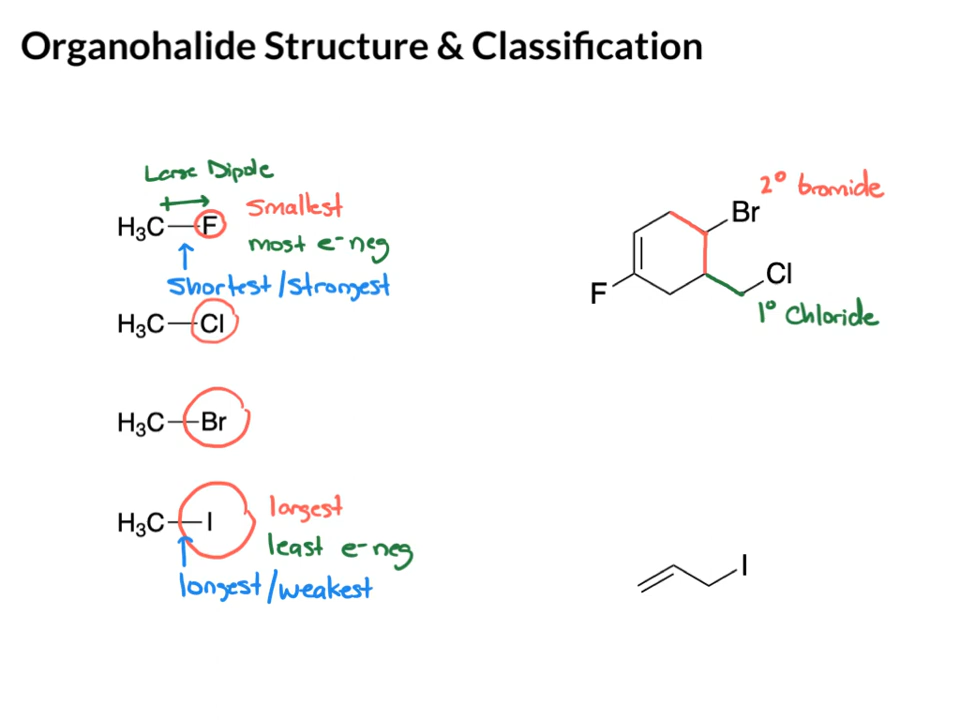 Organohalide Structure & Classification
Large Dipole
H₃C—F
smallest
most e⁻neg
shortest/strongest
H₃C—Cl
H₃C—Br
H₃C—I
largest
least e⁻neg
longest/weakest
2° bromide
Br
Cl
F
1° Chloride
I